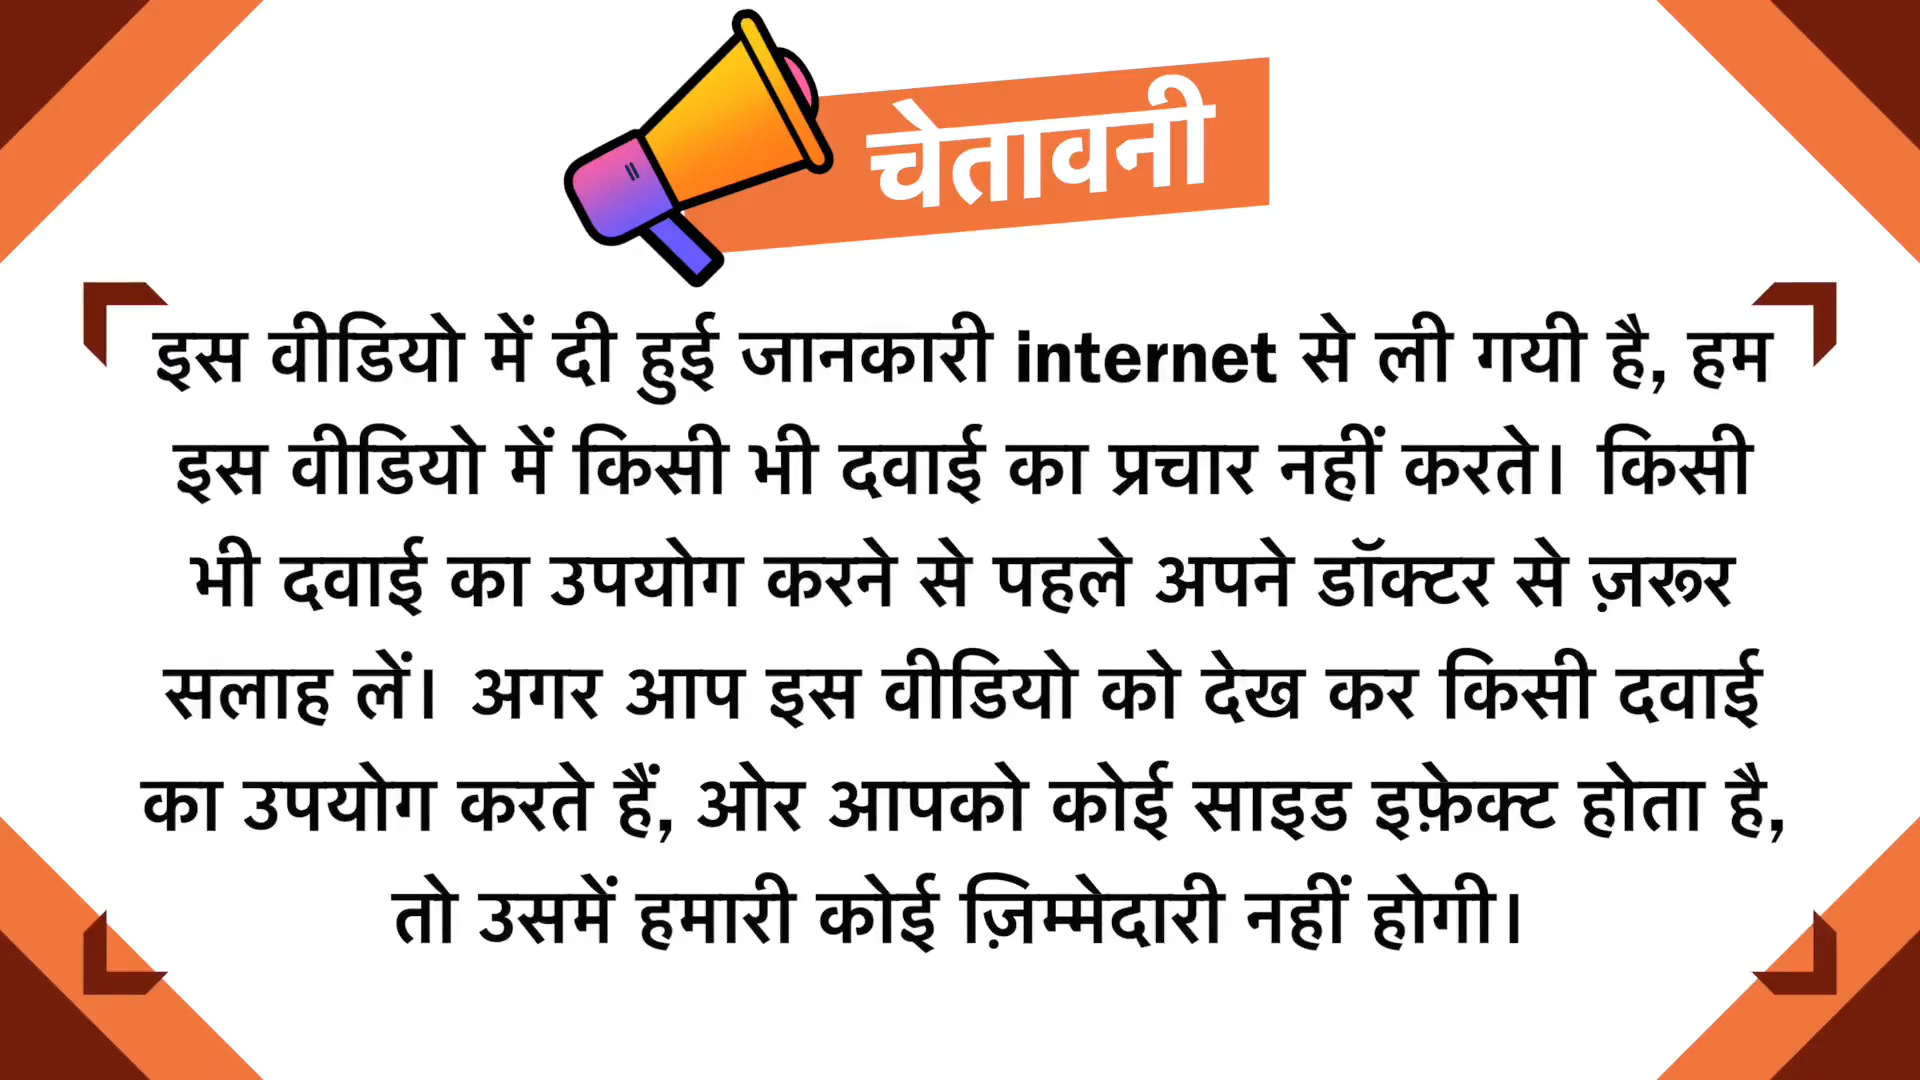 चेतावनी
इस वीडियो में दी हुई जानकारी internet से ली गयी है, हम
इस वीडियो में किसी भी दवाई का प्रचार नहीं करते। किसी
भी दवाई का उपयोग करने से पहले अपने डॉक्टर से ज़रूर
सलाह लें। अगर आप इस वीडियो को देख कर किसी दवाई
का उपयोग करते हैं, ओर आपको कोई साइड इफ़ेक्ट होता है,
तो उसमें हमारी कोई ज़िम्मेदारी नहीं होगी।